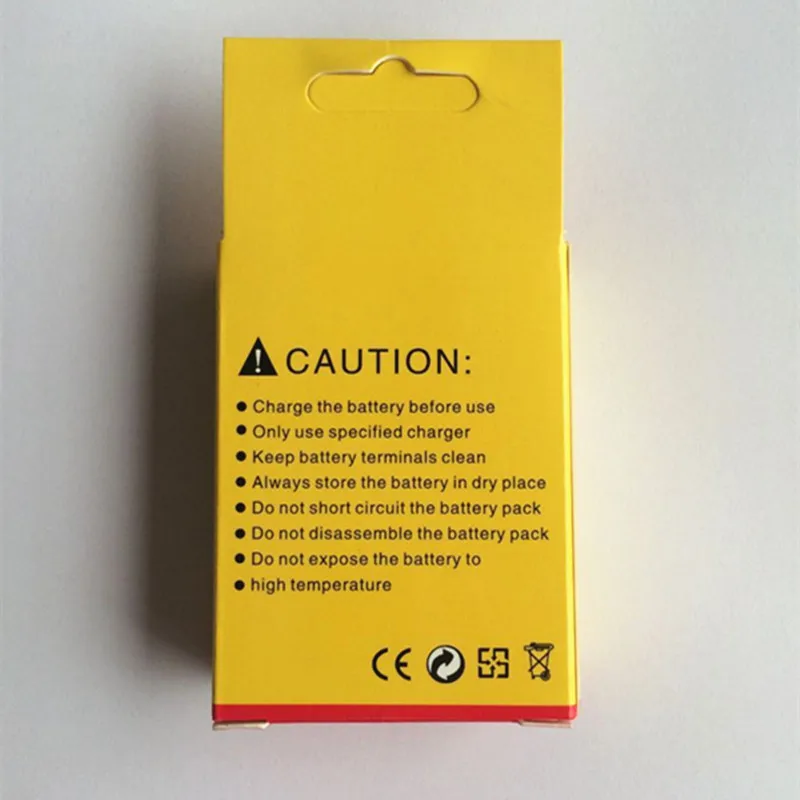 CAUTION:
● Charge the battery before use
● Only use specified charger
● Keep battery terminals clean
● Always store the battery in dry place
● Do not short circuit the battery pack
● Do not disassemble the battery pack
● Do not expose the battery to
● high temperature
CE